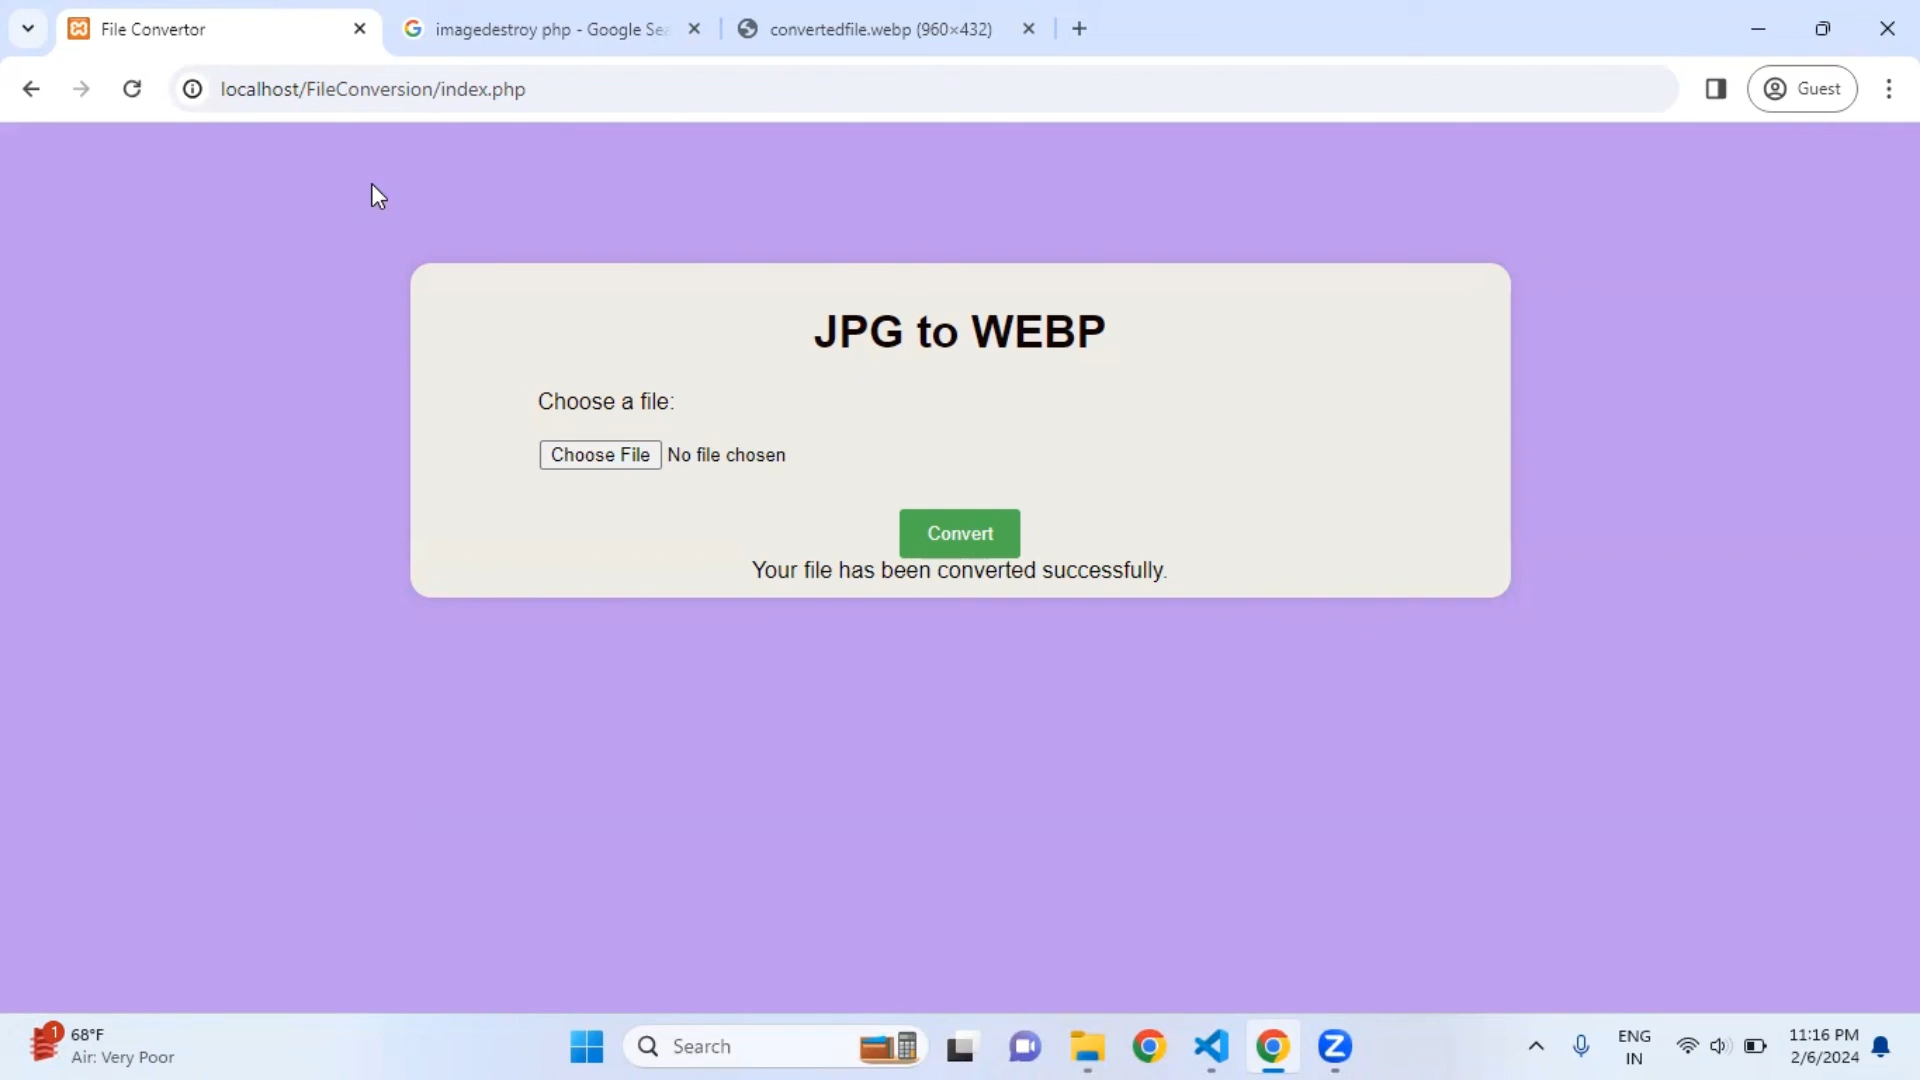 File Convertor
imagedestroy php - Google Sea
convertedfile.webp (960×432)
localhost/FileConversion/index.php
Guest
JPG to WEBP
Choose a file:
Choose File No file chosen
Convert
Your file has been converted successfully.
1
68°F
Air: Very Poor
Search
ENG
IN
11:16 PM
2/6/2024